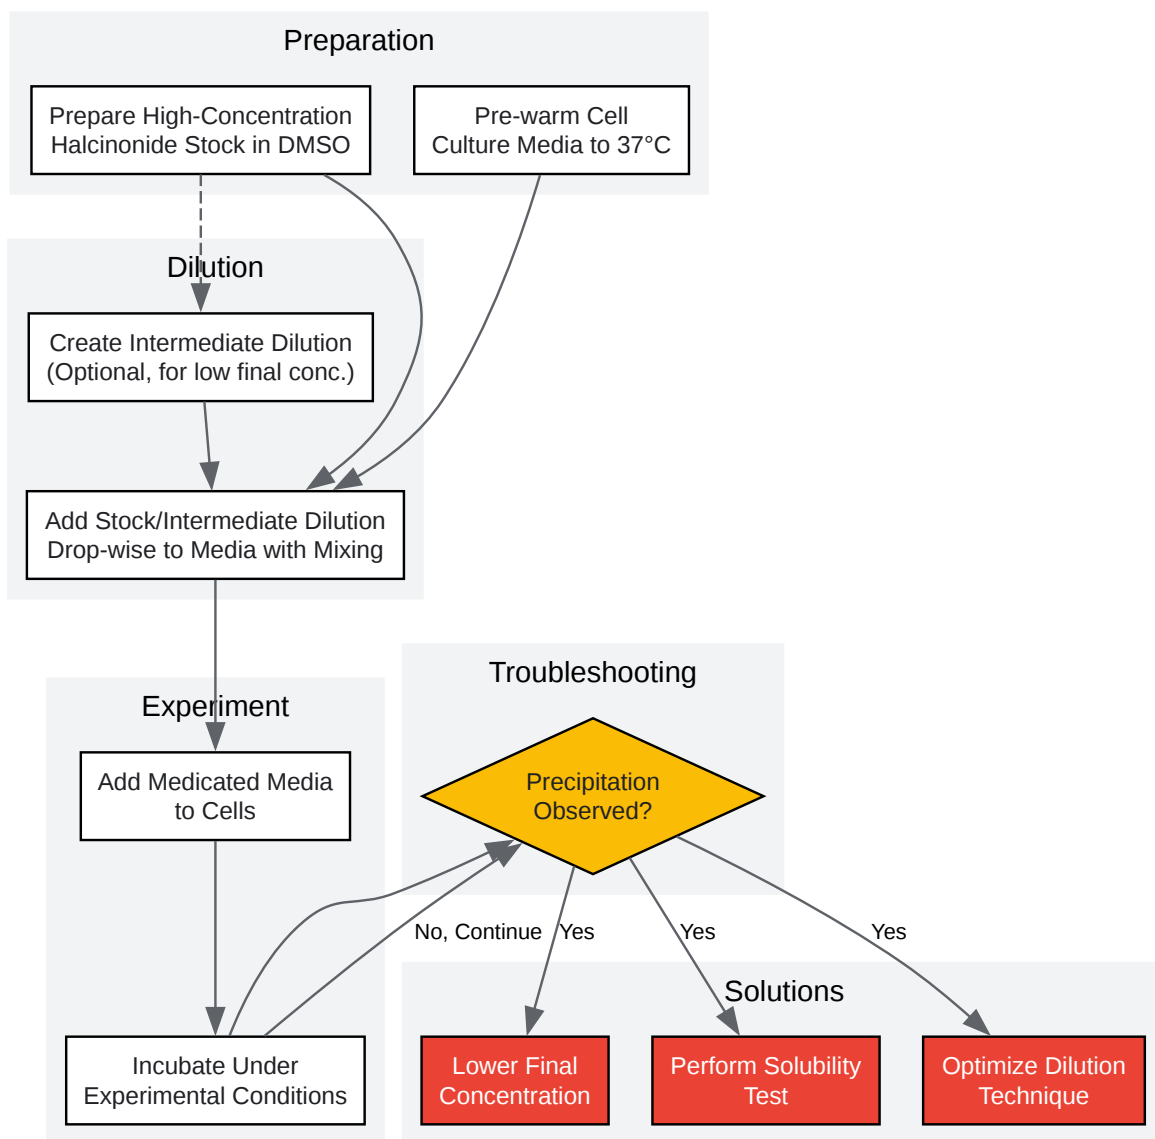 Preparation
Prepare High-Concentration
Halcinonide Stock in DMSO
Pre-warm Cell
Culture Media to 37°C
Dilution
Create Intermediate Dilution
(Optional, for low final conc.)
Add Stock/Intermediate Dilution
Drop-wise to Media with Mixing
Experiment
Add Medicated Media
to Cells
Troubleshooting
Precipitation
Observed?
No, Continue
Yes
Yes
Yes
Incubate Under
Experimental Conditions
Solutions
Lower Final
Concentration
Perform Solubility
Test
Optimize Dilution
Technique